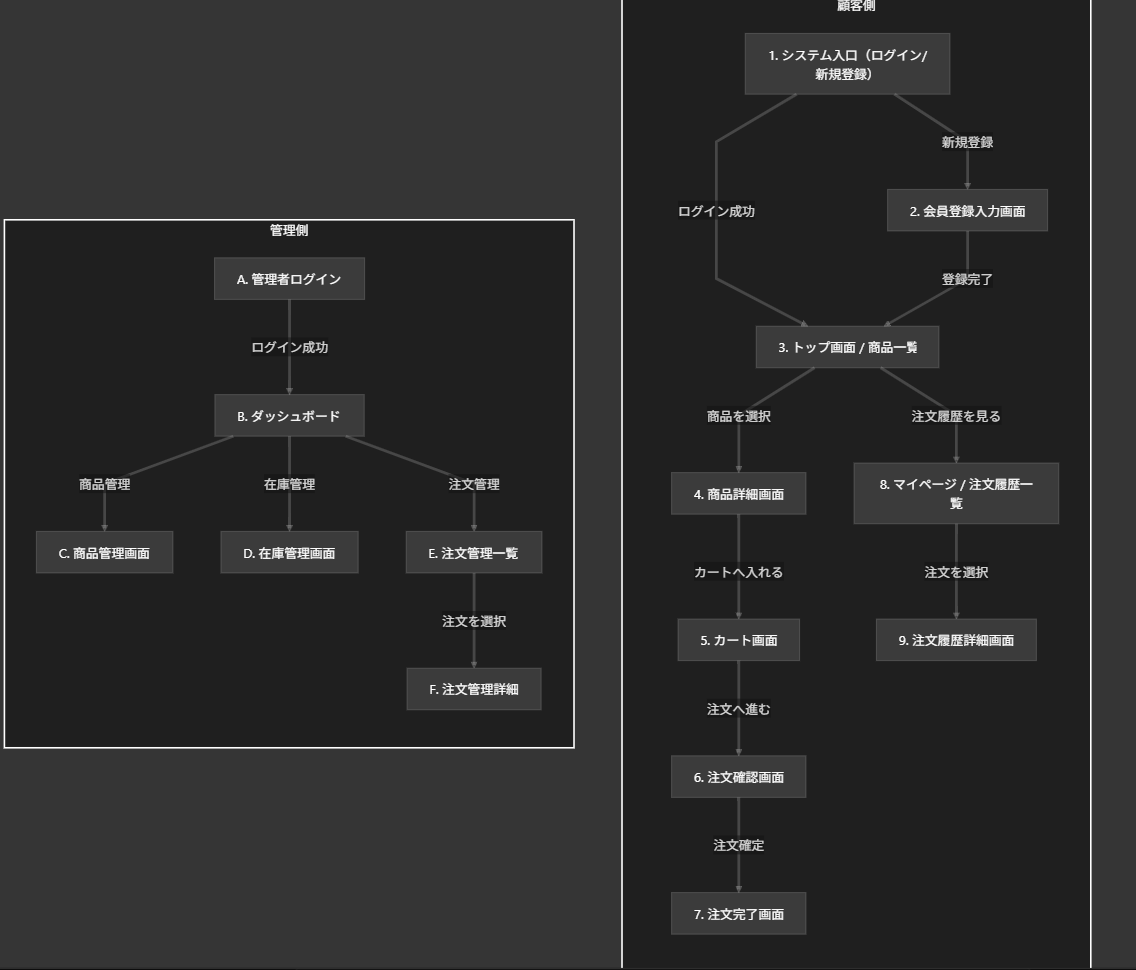 管理側
A. 管理者ログイン
ログイン成功
B. ダッシュボード
商品管理
在庫管理
注文管理
C. 商品管理画面
D. 在庫管理画面
E. 注文管理一覧
注文を選択
F. 注文管理詳細
顧客側
1. システム入口（ログイン/
新規登録）
新規登録
ログイン成功
2. 会員登録入力画面
登録完了
3. トップ画面 / 商品一覧
商品を選択
注文履歴を見る
4. 商品詳細画面
8. マイページ / 注文履歴一
覧
カートへ入れる
注文を選択
5. カート画面
9. 注文履歴詳細画面
注文へ進む
6. 注文確認画面
注文確定
7. 注文完了画面